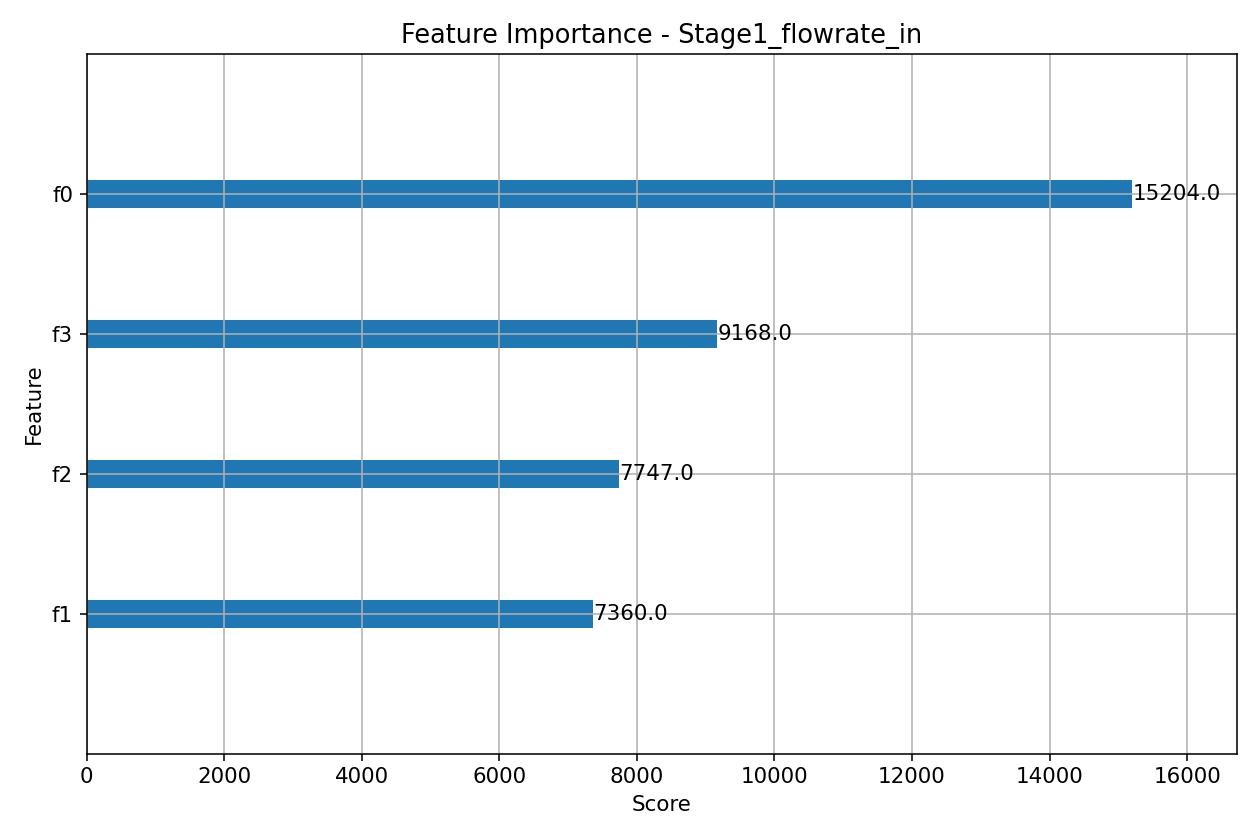 Feature Importance - Stage1_flowrate_in
Feature
f0
15204.0
f3
9168.0
f2
7747.0
f1
7360.0
0 2000 4000 6000 8000 10000 12000 14000 16000
Score